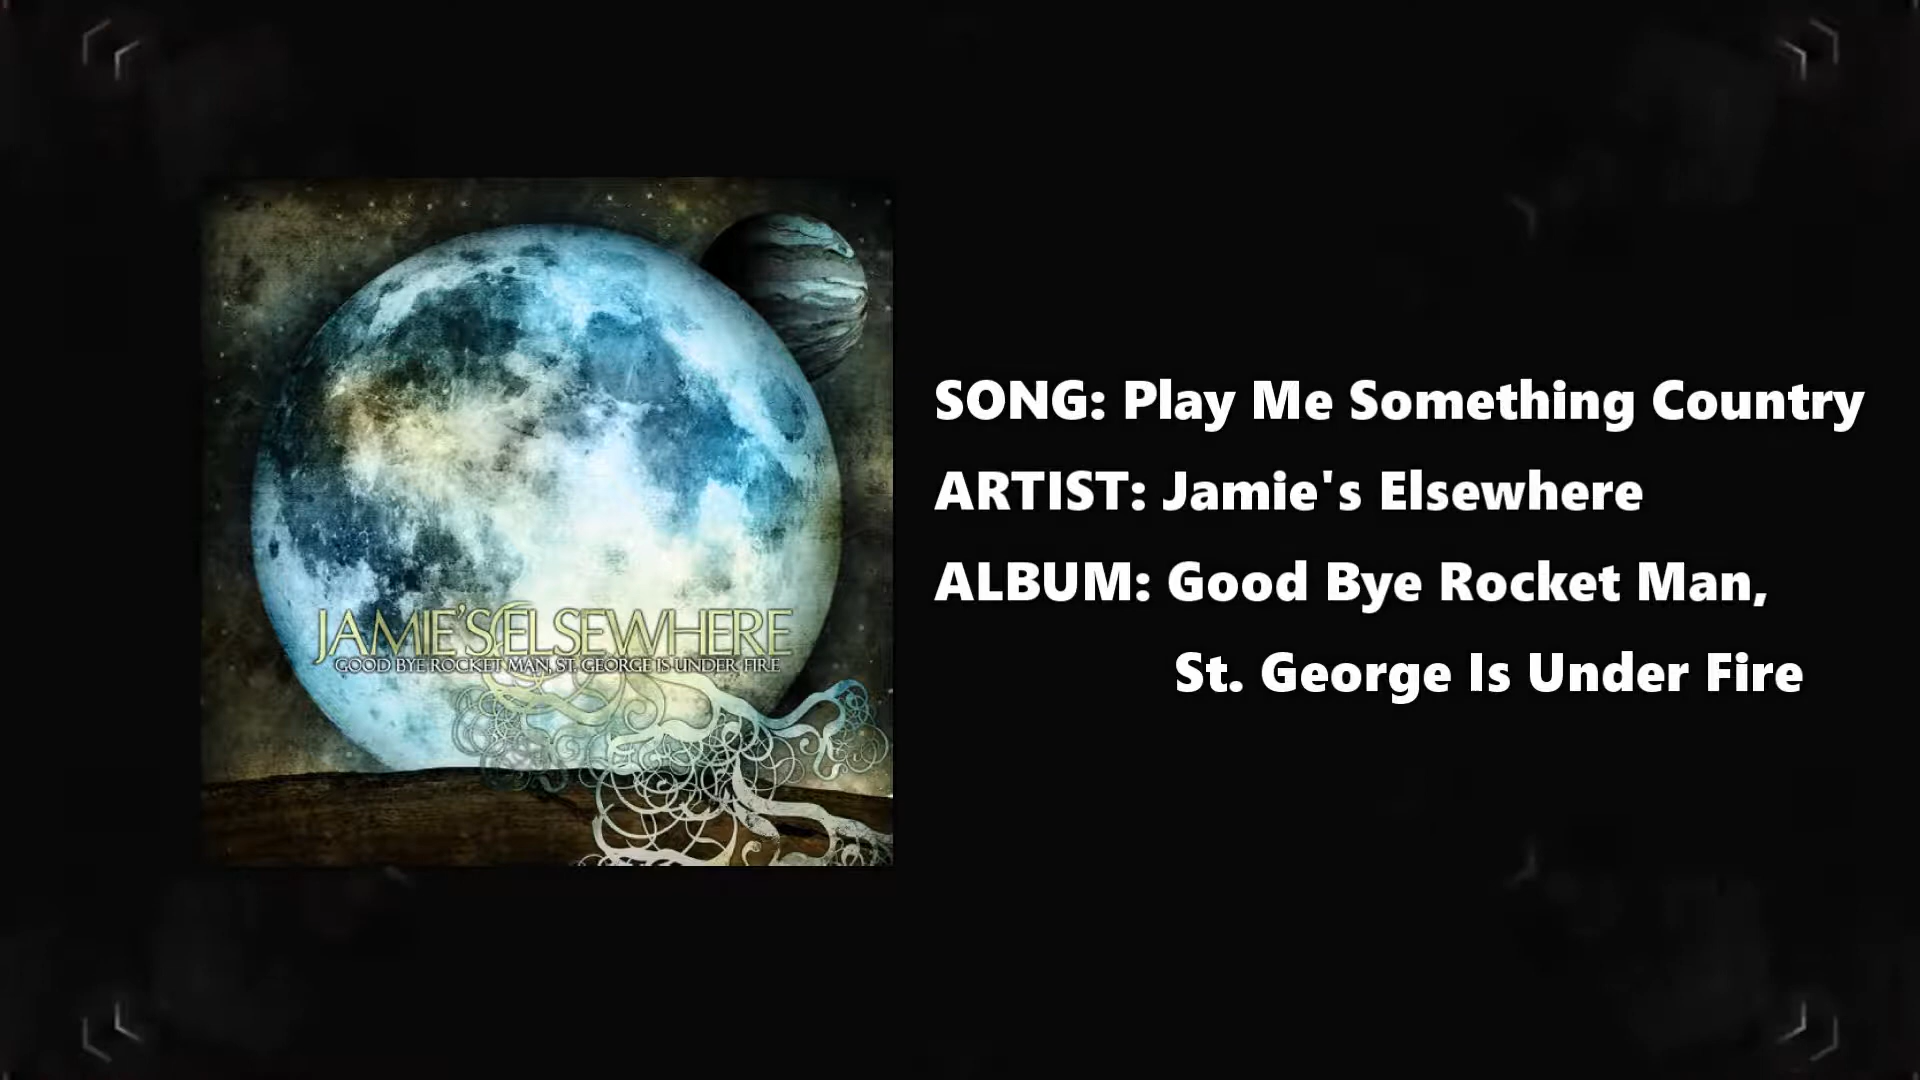 JAMIE'S ELSEWHERE
GOOD BYE ROCKET MAN, ST. GEORGE IS UNDER FIRE
SONG: Play Me Something Country
ARTIST: Jamie's Elsewhere
ALBUM: Good Bye Rocket Man,
St. George Is Under Fire